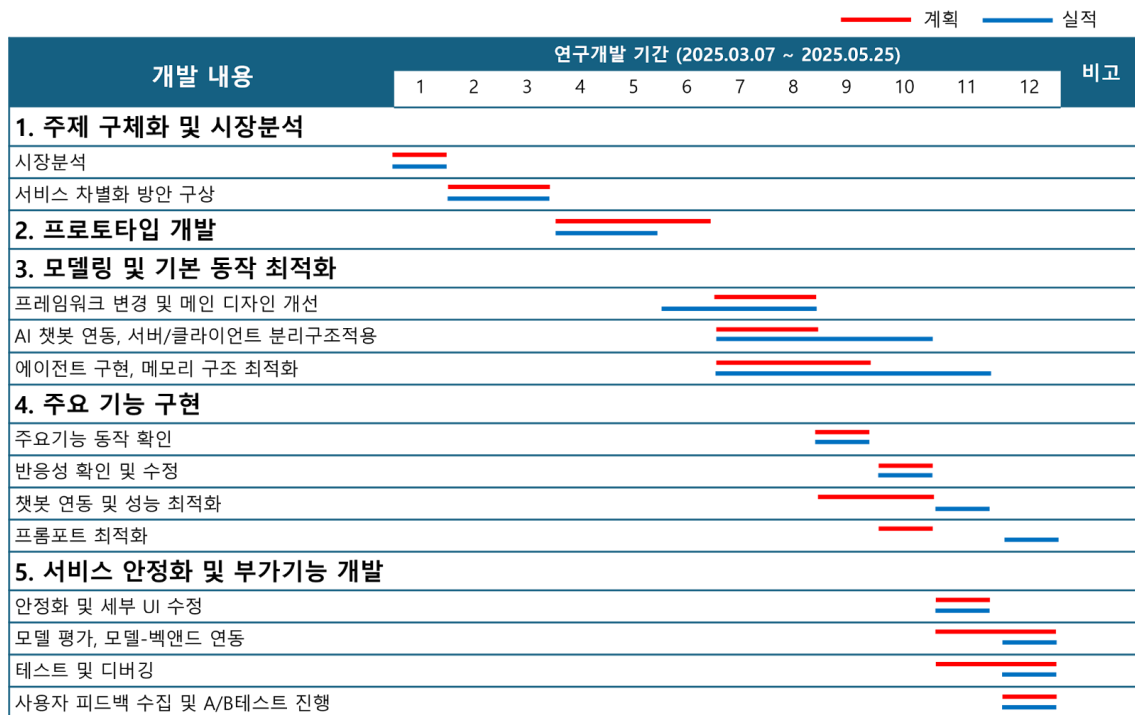 계획 실적
개발 내용
연구개발 기간 (2025.03.07 ~ 2025.05.25)
비고
1 2 3 4 5 6 7 8 9 10 11 12
1. 주제 구체화 및 시장분석
시장분석
서비스 차별화 방안 구상
2. 프로토타입 개발
3. 모델링 및 기본 동작 최적화
프레임워크 변경 및 메인 디자인 개선
AI 챗봇 연동, 서버/클라이언트 분리구조적용
에이전트 구현, 메모리 구조 최적화
4. 주요 기능 구현
주요기능 동작 확인
반응성 확인 및 수정
챗봇 연동 및 성능 최적화
프롬포트 최적화
5. 서비스 안정화 및 부가기능 개발
안정화 및 세부 UI 수정
모델 평가, 모델-벡앤드 연동
테스트 및 디버깅
사용자 피드백 수집 및 A/B테스트 진행